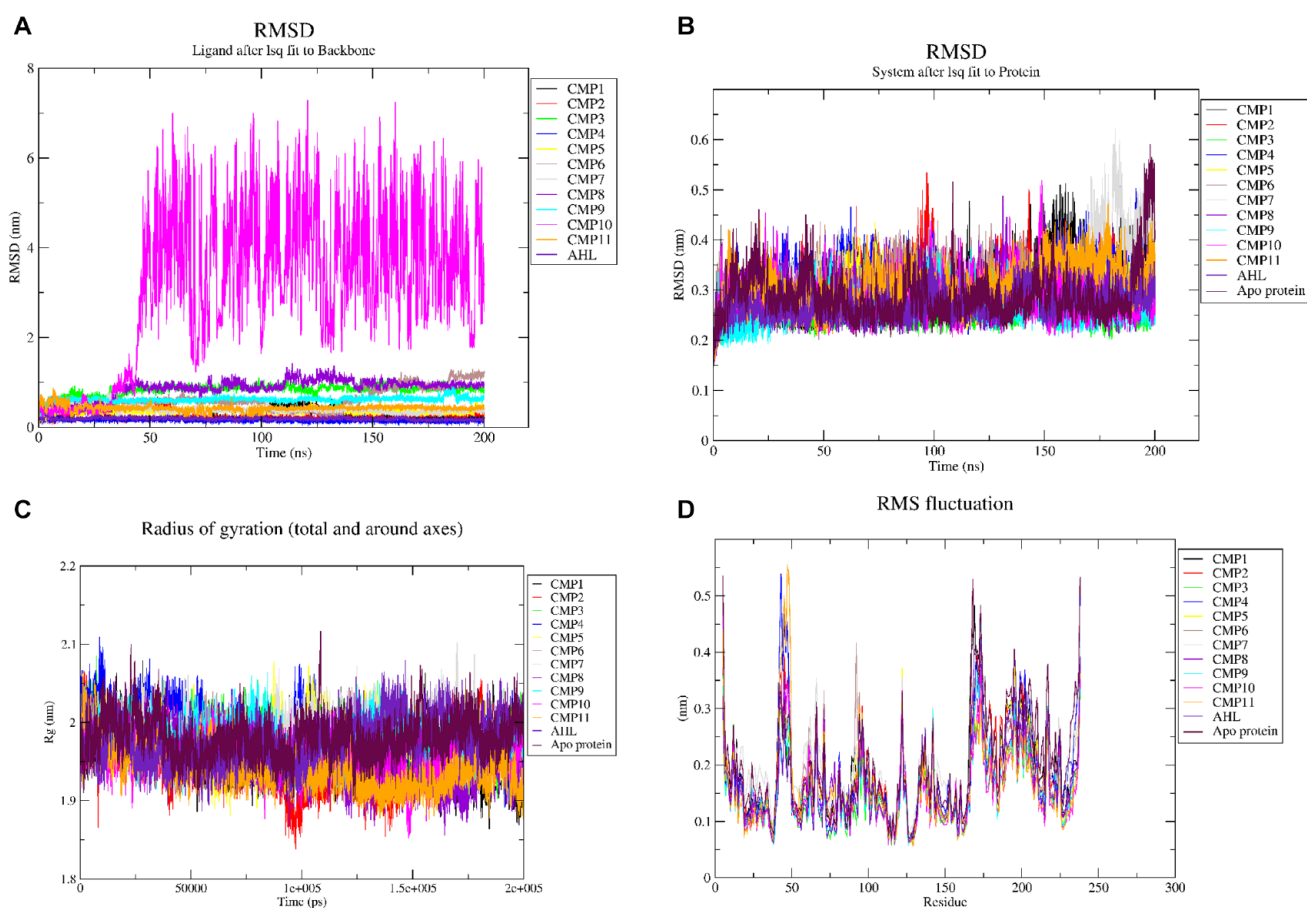 A
RMSD
Ligand after lsq fit to Backbone
8
6
4
2
0
RMSD (nm)
0
50
100
150
200
Time (ns)
CMP1
CMP2
CMP3
CMP4
CMP5
CMP6
CMP7
CMP8
CMP9
CMP10
CMP11
AHL
B
RMSD
System after lsq fit to Protein
0.6
0.5
0.4
0.3
0.2
0.1
0
RMSD (nm)
0
50
100
150
200
Time (ns)
CMP1
CMP2
CMP3
CMP4
CMP5
CMP6
CMP7
CMP8
CMP9
CMP10
CMP11
AHL
Apo protein
C
Radius of gyration (total and around axes)
2.2
2.1
2
1.9
1.8
Rg (nm)
0
50000
1e+005
1.5e+005
2e+005
Time (ps)
CMP1
CMP2
CMP3
CMP4
CMP5
CMP6
CMP7
CMP8
CMP9
CMP10
CMP11
AHL
Apo protein
D
RMS fluctuation
0.5
0.4
0.3
0.2
0.1
0
(nm)
0
50
100
150
200
250
300
Residue
CMP1
CMP2
CMP3
CMP4
CMP5
CMP6
CMP7
CMP8
CMP9
CMP10
CMP11
AHL
Apo protein